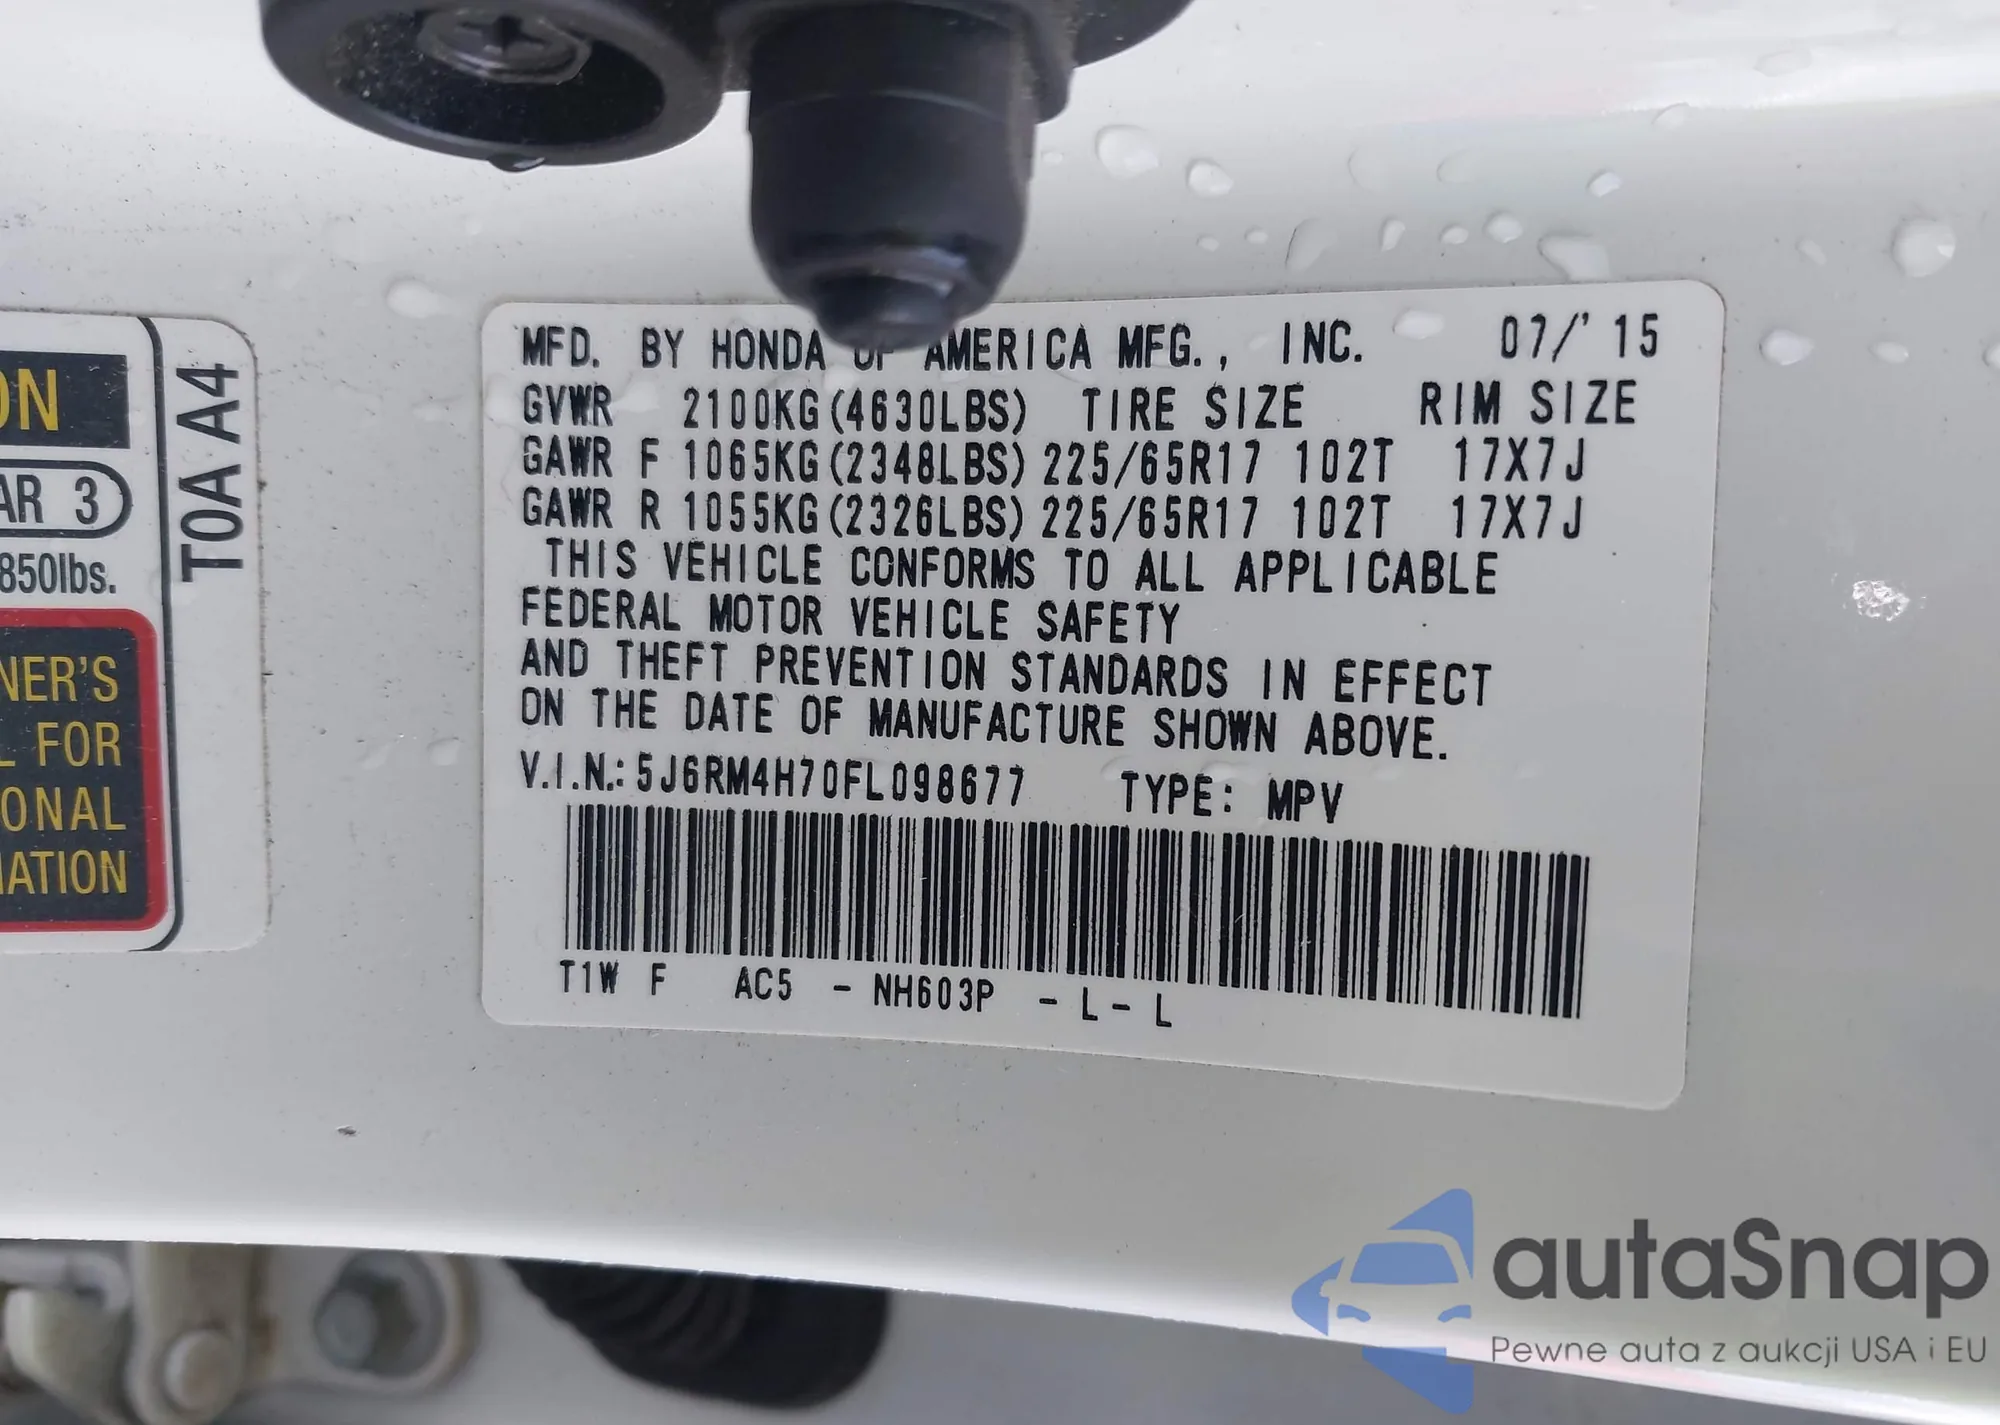 MFD. BY HONDA OF AMERICA MFG., INC. 07/'15
GVWR 2100KG(4630LBS) TIRE SIZE RIM SIZE
GAWR F 1065KG(2348LBS) 225/65R17 102T 17X7J
GAWR R 1055KG(2326LBS) 225/65R17 102T 17X7J
THIS VEHICLE CONFORMS TO ALL APPLICABLE
FEDERAL MOTOR VEHICLE SAFETY
AND THEFT PREVENTION STANDARDS IN EFFECT
ON THE DATE OF MANUFACTURE SHOWN ABOVE.
V.I.N.: 5J6RM4H70FL098677 TYPE: MPV
T1W F AC5 - NH603P - L - L
ON
AR 3
850lbs.
NER'S
L FOR
ONAL
MATION
T0A A4
autaSnap
Pewne auta z aukcji USA i EU